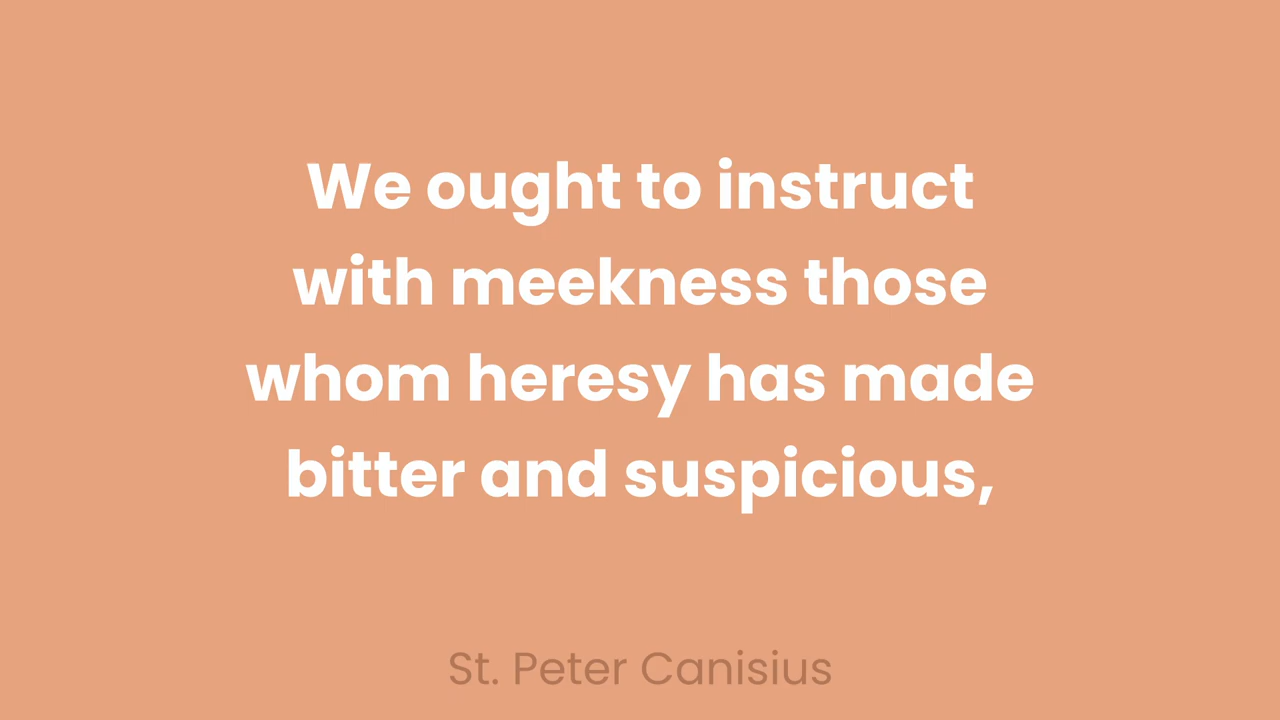 We ought to instruct
with meekness those
whom heresy has made
bitter and suspicious,
St. Peter Canisius